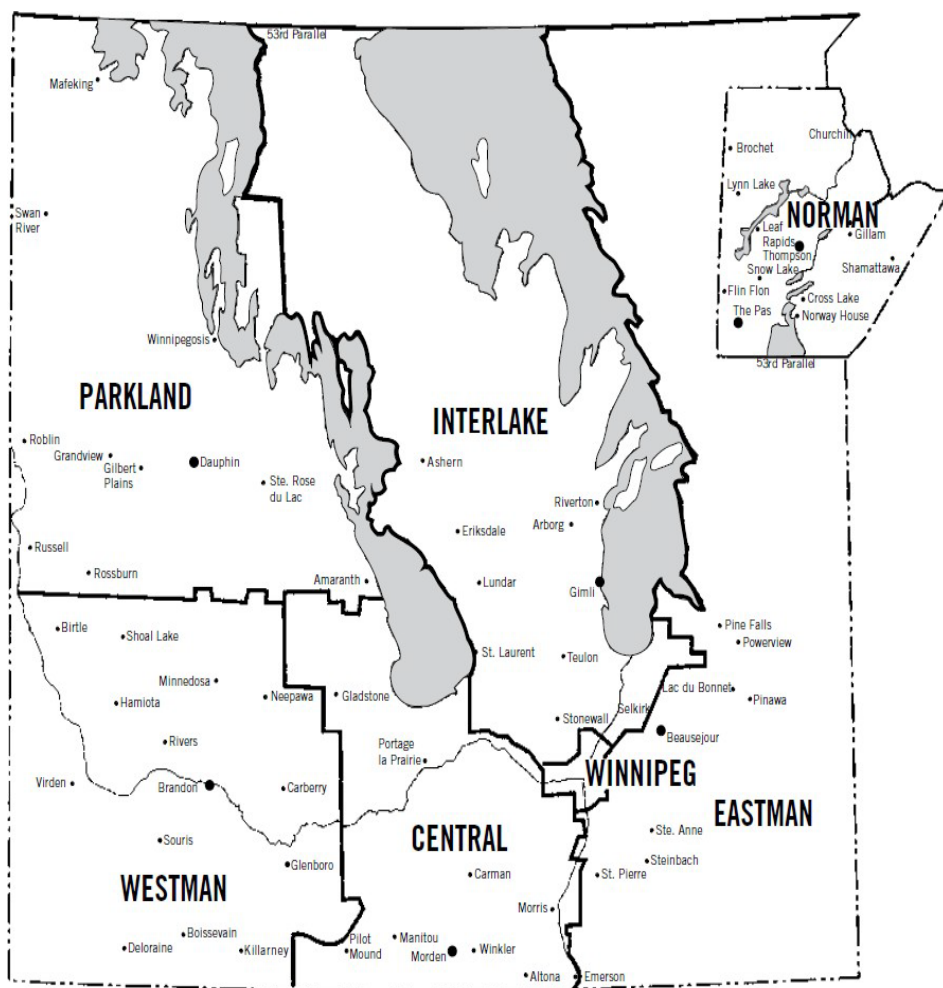 53rd Parallel
Mafeking
Churchill
Brochet
Lynn Lake
Swan
River
NORMAN
Leaf
Rapids
Gillam
Thompson
Snow Lake
Shamattawa
Flin Flon
Cross Lake
The Pas
Norway House
Winnipegosis
53rd Parallel
PARKLAND
INTERLAKE
Roblin
Grandview
Gilbert
Plains
Dauphin
Ashern
Ste. Rose
du Lac
Riverton
Arborg
Eriksdale
Russell
Rossburn
Amaranth
Lundar
Gimli
Birtle
Shoal Lake
Pine Falls
Powerview
St. Laurent
Teulon
Minnedosa
Hamiota
Neepawa
Gladstone
Lac du Bonnet
Pinawa
Selkirk
Stonewall
Beausejour
Rivers
Portage
la Prairie
WINNIPEG
Virden
Brandon
Carberry
EASTMAN
Souris
CENTRAL
Ste. Anne
Glenboro
Steinbach
WESTMAN
Carman
St. Pierre
Morris
Boissevain
Deloraine
Killarney
Pilot
Mound
Manitou
Morden
Winkler
Altona
Emerson